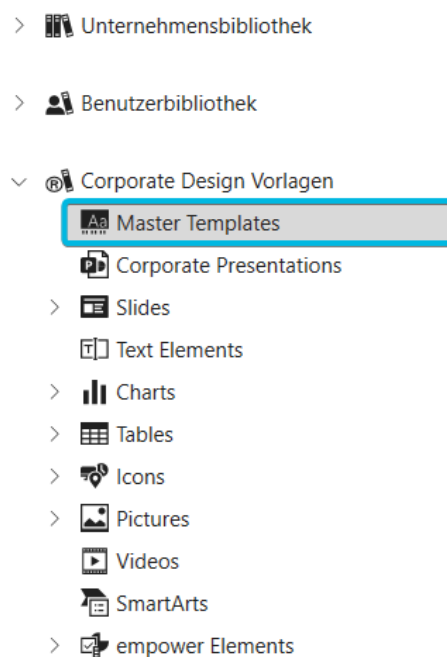 Unternehmensbibliothek
Benutzerbibliothek
Corporate Design Vorlagen
Master Templates
Corporate Presentations
Slides
Text Elements
Charts
Tables
Icons
Pictures
Videos
SmartArts
empower Elements